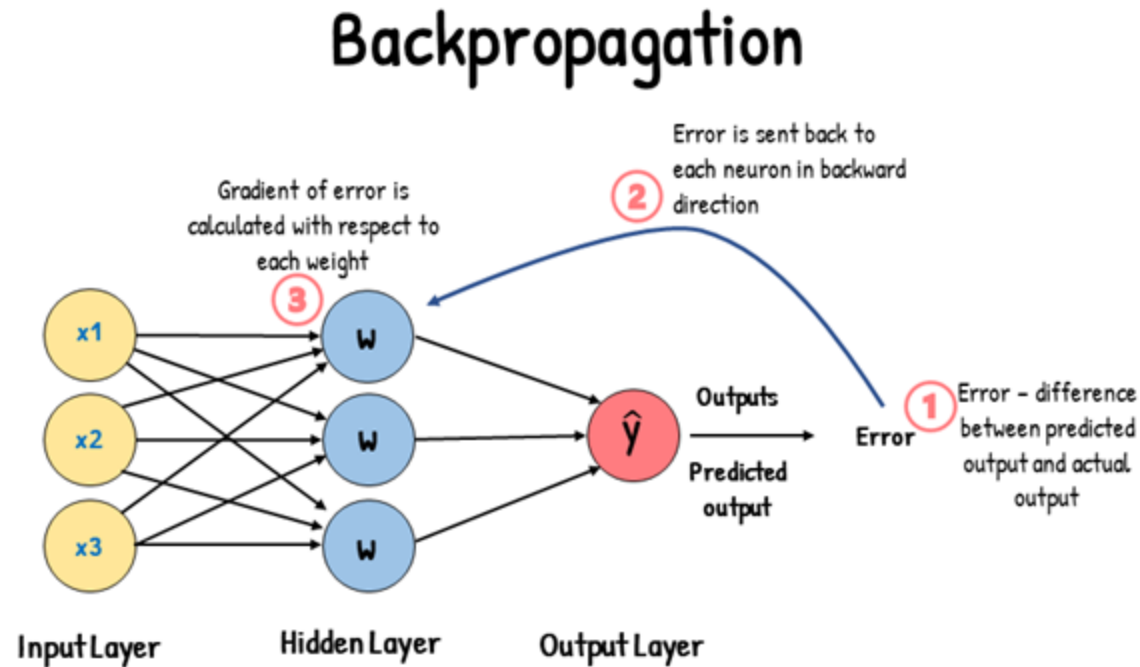 Backpropagation
Error is sent back to
each neuron in backward
direction
2
Gradient of error is
calculated with respect to
each weight
3
x1
x2
x3
w
w
w
ŷ
Outputs
Predicted
output
Error
1
Error - difference
between predicted
output and actual
output
Input Layer
Hidden Layer
Output Layer